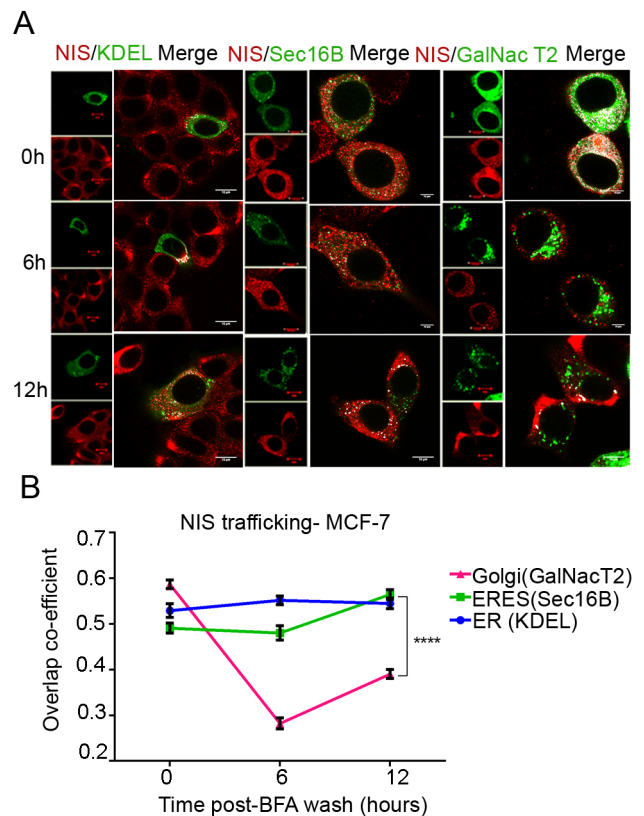 A
NIS/KDEL Merge NIS/Sec16B Merge NIS/GalNac T2 Merge
0h
6h
12h
B
NIS trafficking- MCF-7
Overlap co-efficient
0.7
0.6
0.5
0.4
0.3
0.2
0 6 12
Time post-BFA wash (hours)
****
Golgi(GalNacT2)
ERES(Sec16B)
ER (KDEL)